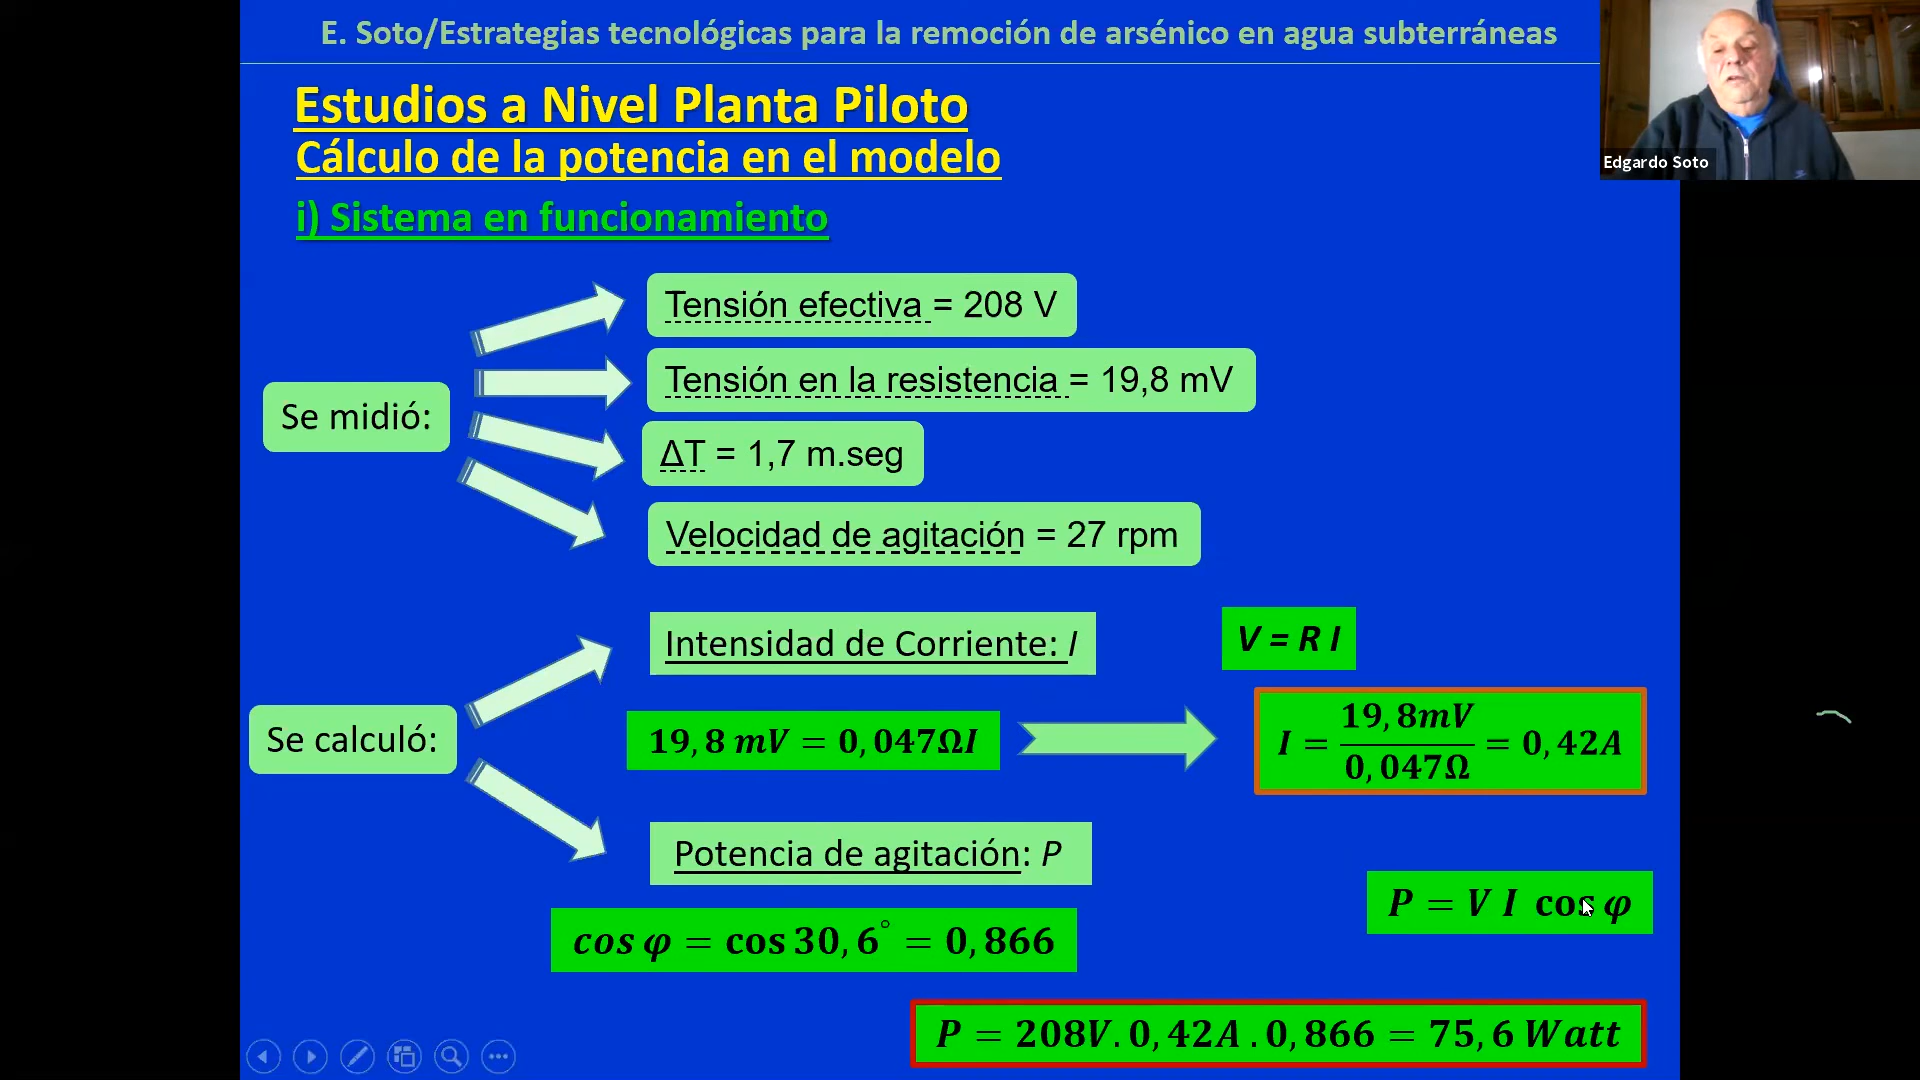 E. Soto/Estrategias tecnológicas para la remoción de arsénico en agua subterráneas
Edgardo Soto
Estudios a Nivel Planta Piloto
Cálculo de la potencia en el modelo
i) Sistema en funcionamiento
Se midió:
Tensión efectiva = 208 V
Tensión en la resistencia = 19,8 mV
ΔT = 1,7 m.seg
Velocidad de agitación = 27 rpm
Se calculó:
Intensidad de Corriente: I
V = R I
19,8 mV = 0,047ΩI
I = 19,8mV / 0,047Ω = 0,42A
Potencia de agitación: P
P = V I cos φ
cos φ = cos 30,6° = 0,866
P = 208V. 0,42A . 0,866 = 75,6 Watt